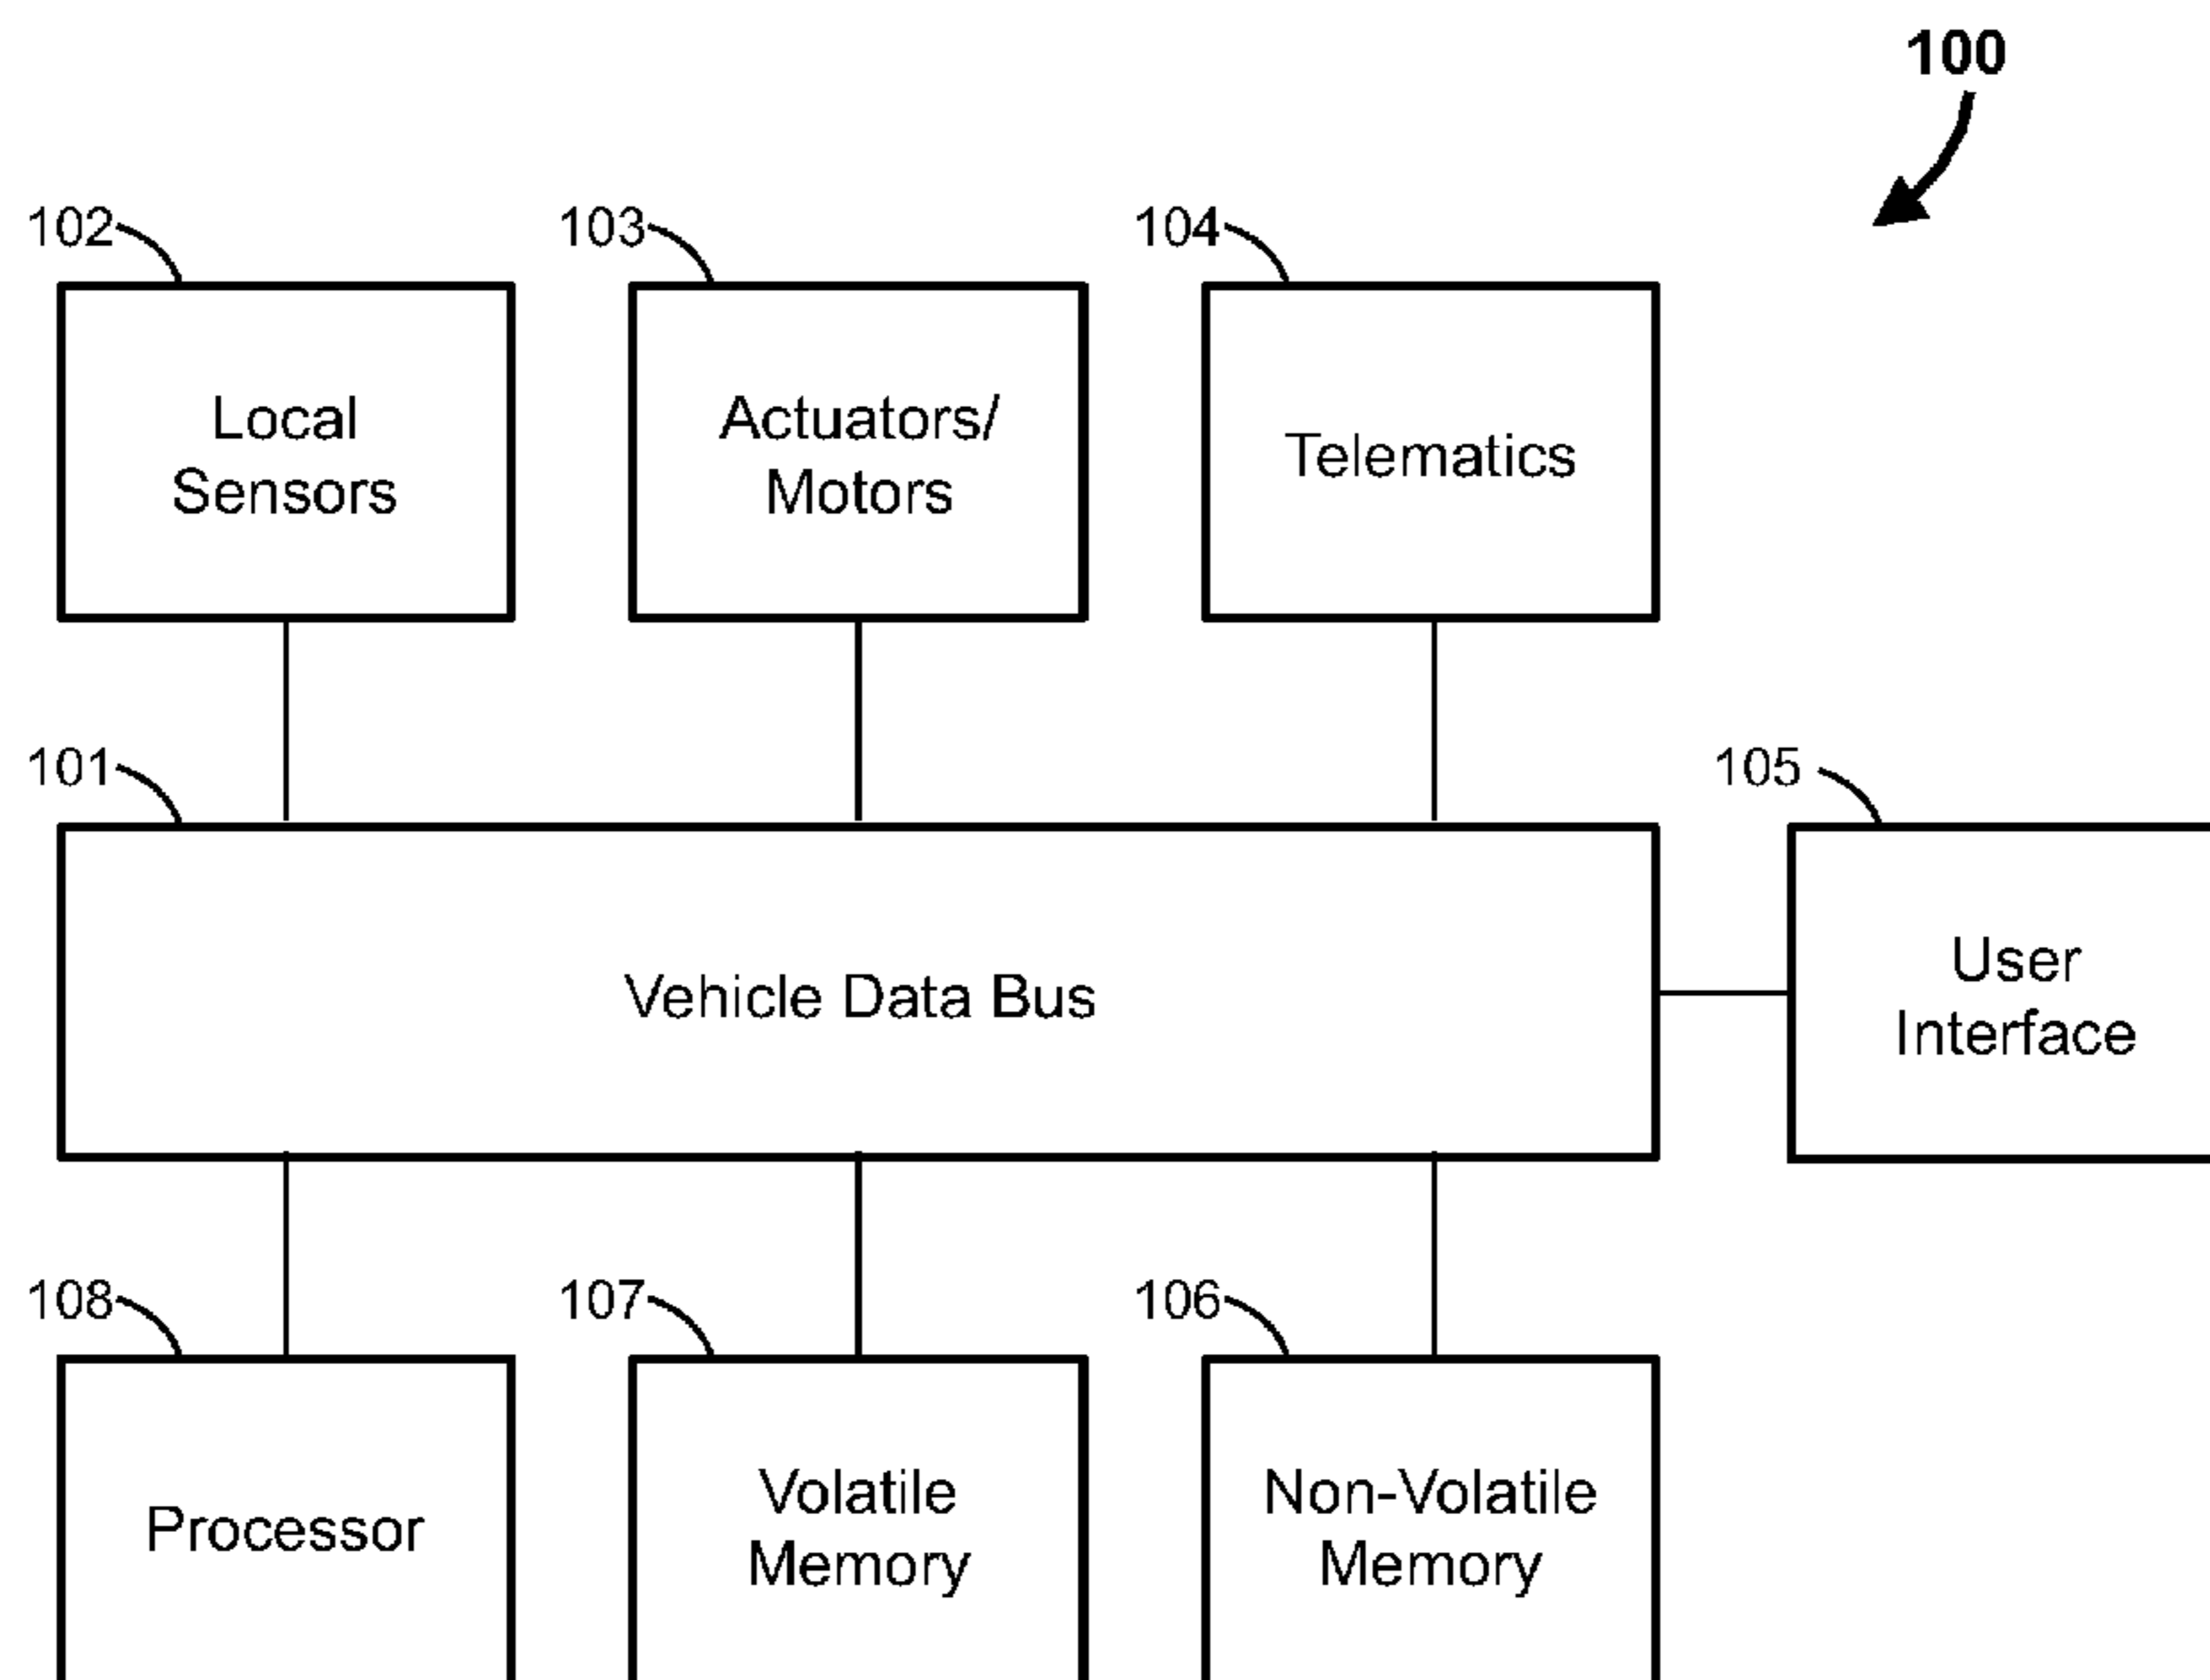 100
102
103
104
Local
Sensors
Actuators/
Motors
Telematics
101
105
Vehicle Data Bus
User
Interface
108
107
106
Processor
Volatile
Memory
Non-Volatile
Memory